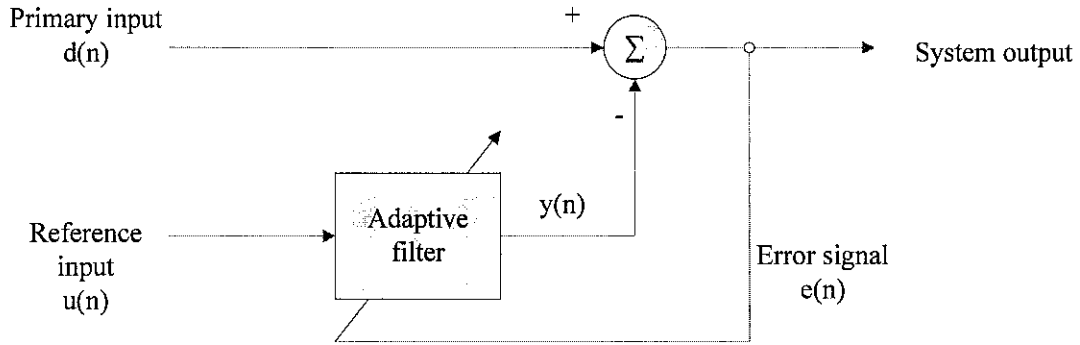 Primary input
d(n)
+
Σ
System output
-
Adaptive
filter
y(n)
Reference
input
u(n)
Error signal
e(n)